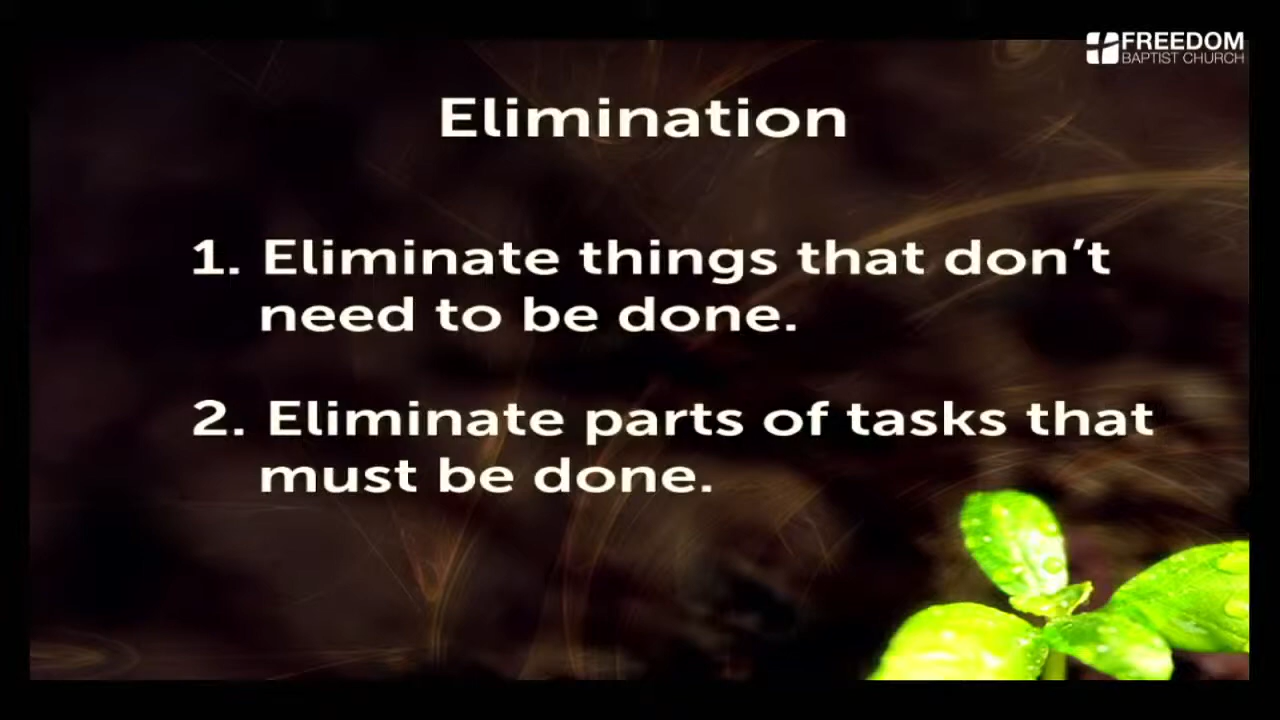 FREEDOM
BAPTIST CHURCH
Elimination
1. Eliminate things that don’t
need to be done.
2. Eliminate parts of tasks that
must be done.